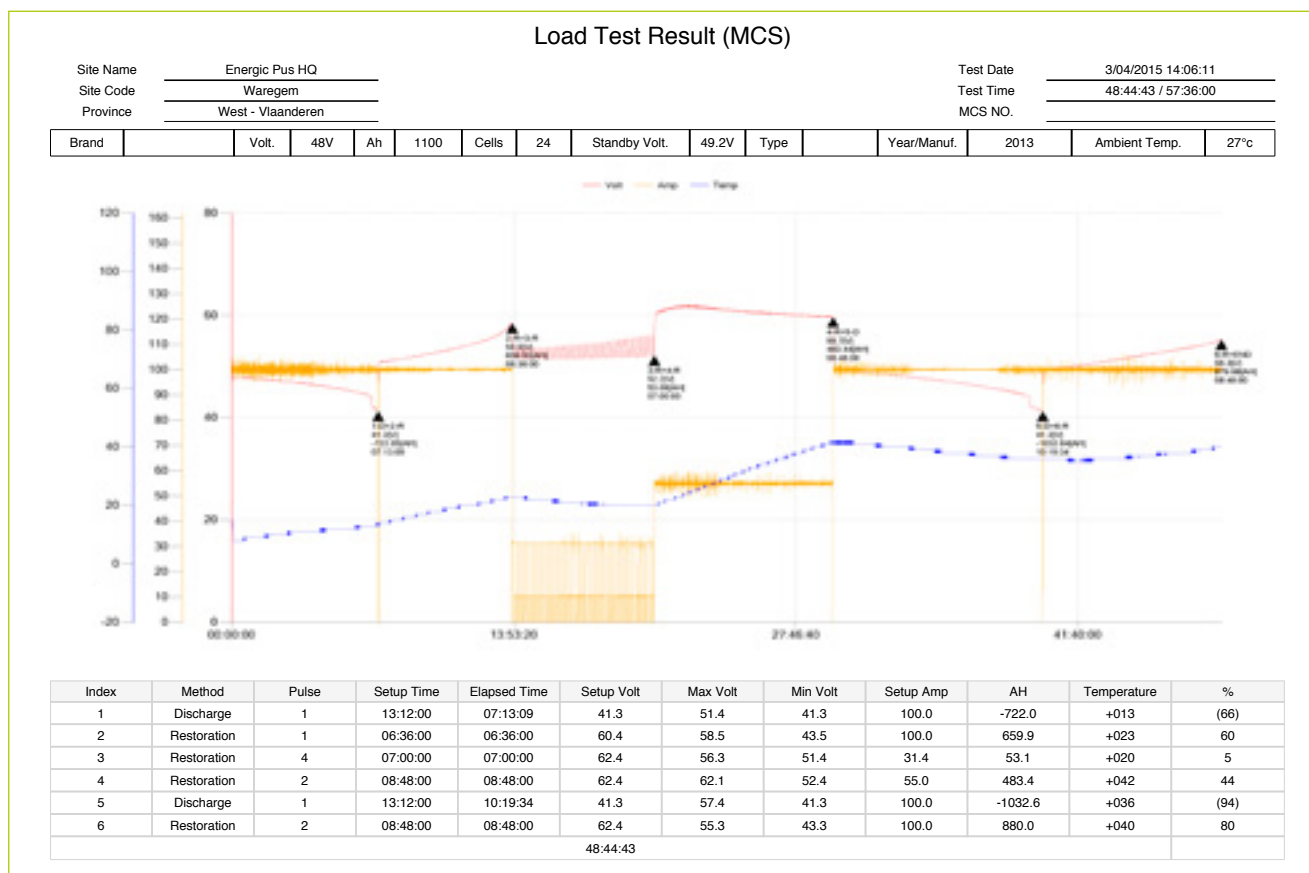 Load Test Result (MCS)
Site Name Energic Pus HQ Test Date 3/04/2015 14:06:11
Site Code Waregem Test Time 48:44:43 / 57:36:00
Province West - Vlaanderen MCS NO.
Brand Volt. 48V Ah 1100 Cells 24 Standby Volt. 49.2V Type Year/Manuf. 2013 Ambient Temp. 27°c
Volt Amp Temp
120 160 80
150
100 140
130
80 120 60
110
60 100
90
40 80 40
70
60
20 50
40 20
0 30
20
10
-20 0 0
00:00:00 13:53:20 27:46:40 41:40:00
Index Method Pulse Setup Time Elapsed Time Setup Volt Max Volt Min Volt Setup Amp AH Temperature %
1 Discharge 1 13:12:00 07:13:09 41.3 51.4 41.3 100.0 -722.0 +013 (66)
2 Restoration 1 06:36:00 06:36:00 60.4 58.5 43.5 100.0 659.9 +023 60
3 Restoration 4 07:00:00 07:00:00 62.4 56.3 51.4 31.4 53.1 +020 5
4 Restoration 2 08:48:00 08:48:00 62.4 62.1 52.4 55.0 483.4 +042 44
5 Discharge 1 13:12:00 10:19:34 41.3 57.4 41.3 100.0 -1032.6 +036 (94)
6 Restoration 2 08:48:00 08:48:00 62.4 55.3 43.3 100.0 880.0 +040 80
48:44:43